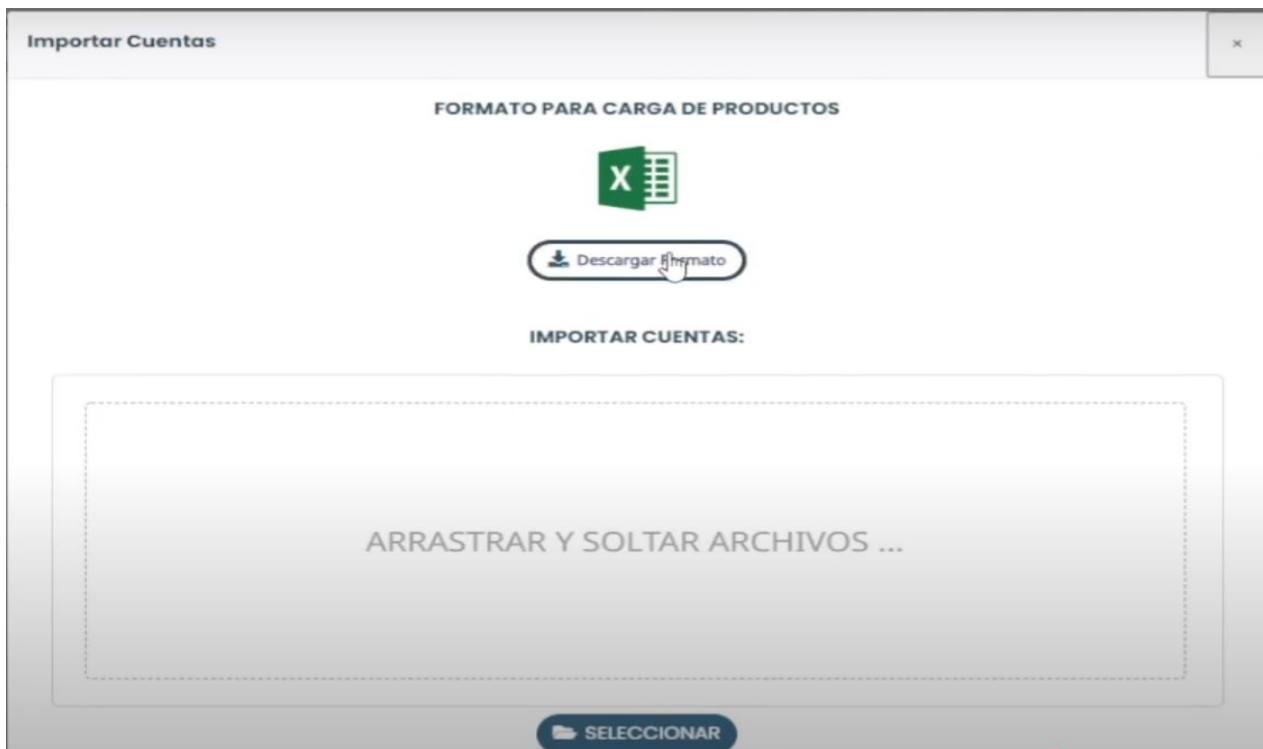 Importar Cuentas
×
FORMATO PARA CARGA DE PRODUCTOS
X
Descargar Formato
IMPORTAR CUENTAS:
ARRASTRAR Y SOLTAR ARCHIVOS ...
SELECCIONAR